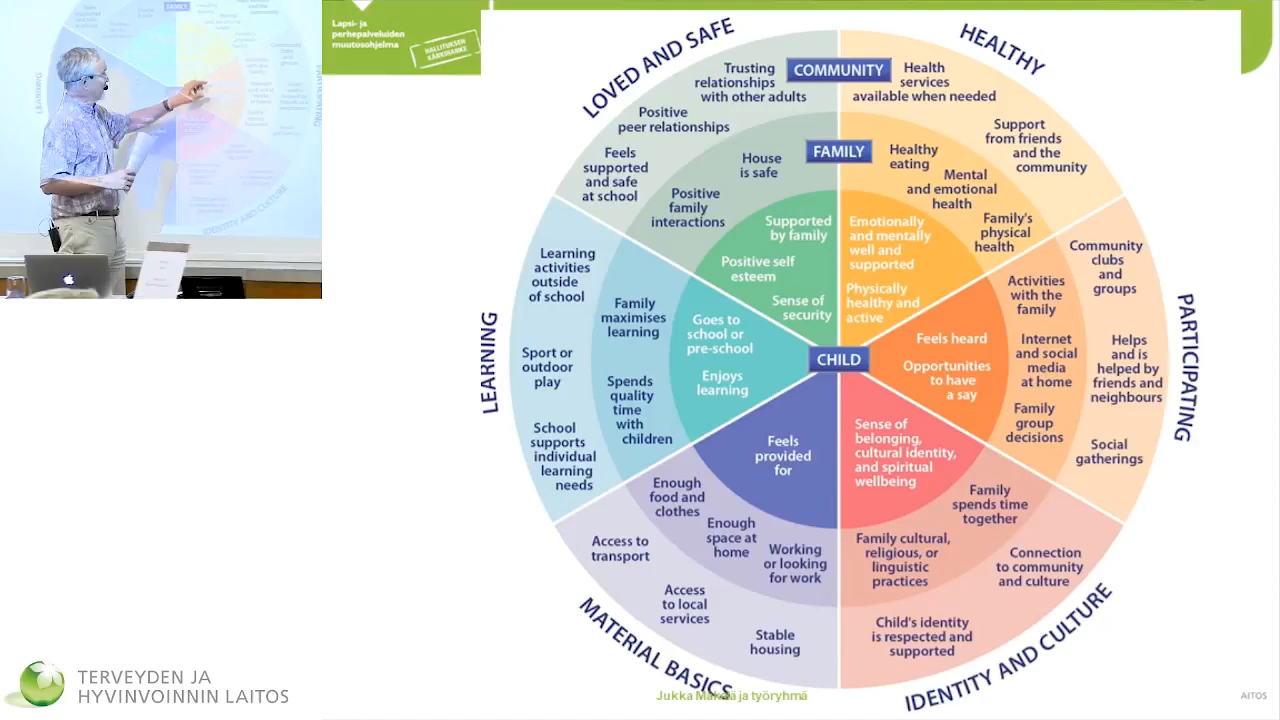 Lapsi- ja
perhepalveluiden
muutosohjelma
HALLITUKSEN
KÄRKIHANKE
LOVED AND SAFE
HEALTHY
PARTICIPATING
IDENTITY AND CULTURE
MATERIAL BASICS
LEARNING
COMMUNITY
FAMILY
CHILD
Trusting
relationships
with other adults
Positive
peer relationships
Feels
supported
and safe
at school
House
is safe
Positive
family
interactions
Supported
by family
Positive self
esteem
Sense of
security
Health
services
available when needed
Support
from friends
and the
community
Healthy
eating
Mental
and emotional
health
Family's
physical
health
Emotionally
and mentally
well and
supported
Physically
healthy and
active
Community
clubs
and
groups
Helps
and is
helped by
friends and
neighbours
Social
gatherings
Activities
with the
family
Internet
and social
media
at home
Family
group
decisions
Feels heard
Opportunities
to have
a say
Sense of
belonging,
cultural identity,
and spiritual
wellbeing
Family
spends time
together
Family cultural,
religious, or
linguistic
practices
Connection
to community
and culture
Child's identity
is respected and
supported
Feels
provided
for
Enough
food and
clothes
Enough
space at
home
Working
or looking
for work
Access to
transport
Access
to local
services
Stable
housing
Goes to
school or
pre-school
Enjoys
learning
Family
maximises
learning
Spends
quality
time
with
children
Learning
activities
outside
of school
Sport or
outdoor
play
School
supports
individual
learning
needs
TERVEYDEN JA
HYVINVOINNIN LAITOS
Jukka Mäkelä ja työryhmä
AITOS
FAMILY
LEARNING
IDENTITY AND CULTURE